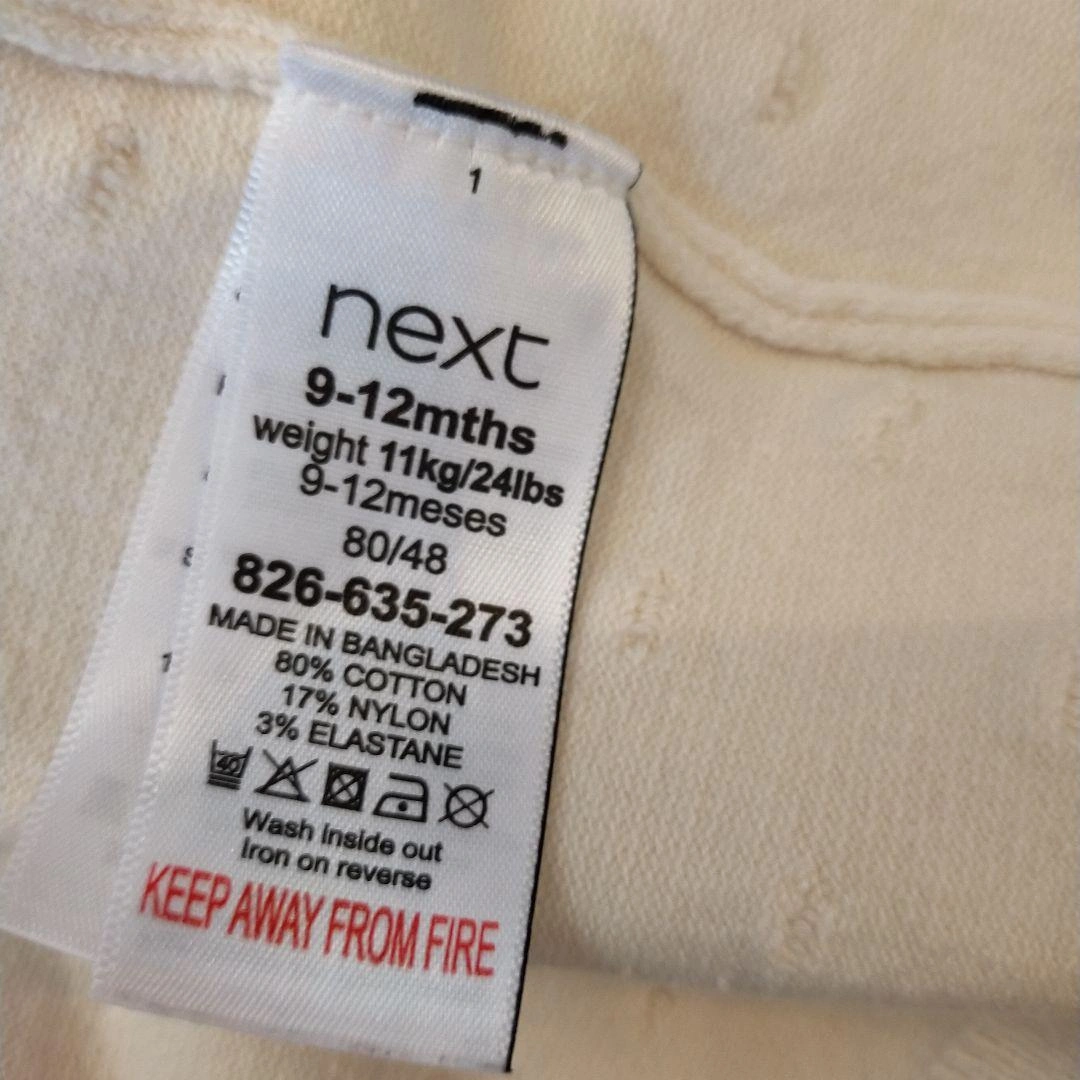 1
next
9-12mths
weight 11kg/24lbs
9-12meses
80/48
826-635-273
MADE IN BANGLADESH
80% COTTON
17% NYLON
3% ELASTANE
40
Wash inside out
Iron on reverse
KEEP AWAY FROM FIRE